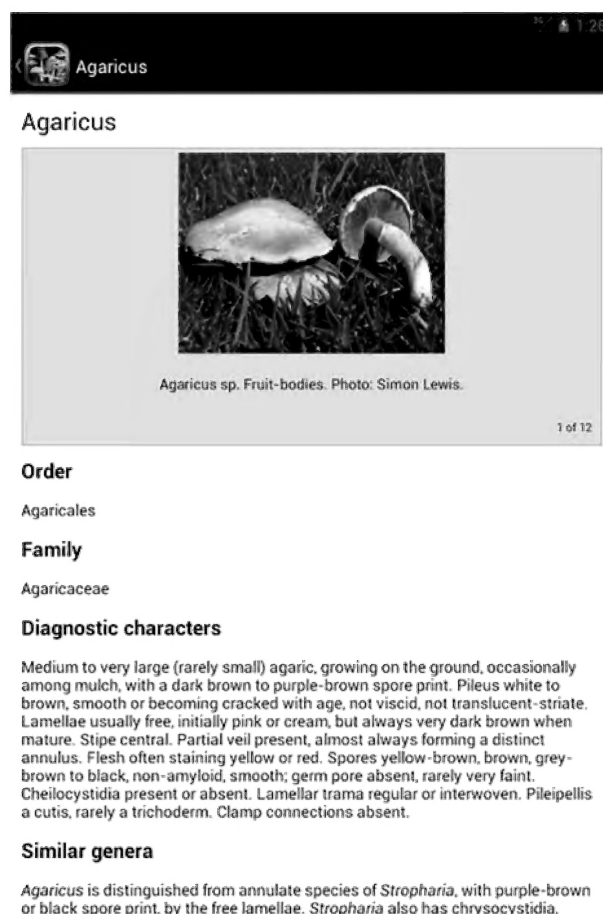 1:26
Agaricus
Agaricus
Agaricus sp. Fruit-bodies. Photo: Simon Lewis.
1 of 12
Order
Agaricales
Family
Agaricaceae
Diagnostic characters
Medium to very large (rarely small) agaric, growing on the ground, occasionally
among mulch, with a dark brown to purple-brown spore print. Pileus white to
brown, smooth or becoming cracked with age, not viscid, not translucent-striate.
Lamellae usually free, initially pink or cream, but always very dark brown when
mature. Stipe central. Partial veil present, almost always forming a distinct
annulus. Flesh often staining yellow or red. Spores yellow-brown, brown, grey-
brown to black, non-amyloid, smooth; germ pore absent, rarely very faint.
Cheilocystidia present or absent. Lamellar trama regular or interwoven. Pileipellis
a cutis, rarely a trichoderm. Clamp connections absent.
Similar genera
Agaricus is distinguished from annulate species of Stropharia, with purple-brown
or black spore print, by the free lamellae. Stropharia also has chrysocystidia.